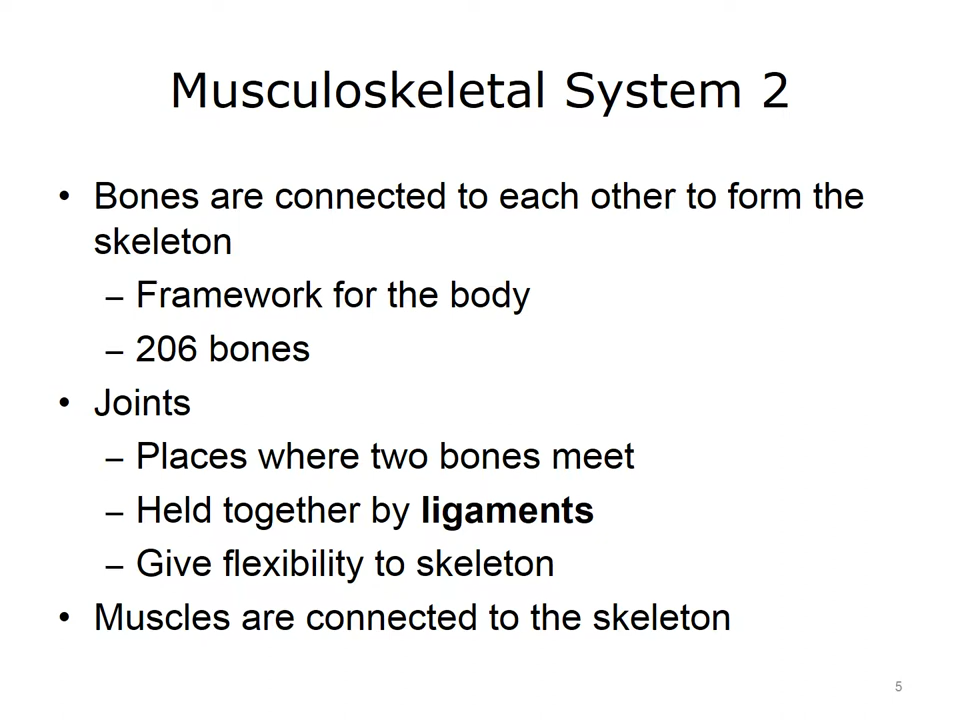 Musculoskeletal System 2
• Bones are connected to each other to form the
skeleton
– Framework for the body
– 206 bones
• Joints
– Places where two bones meet
– Held together by ligaments
– Give flexibility to skeleton
• Muscles are connected to the skeleton
5